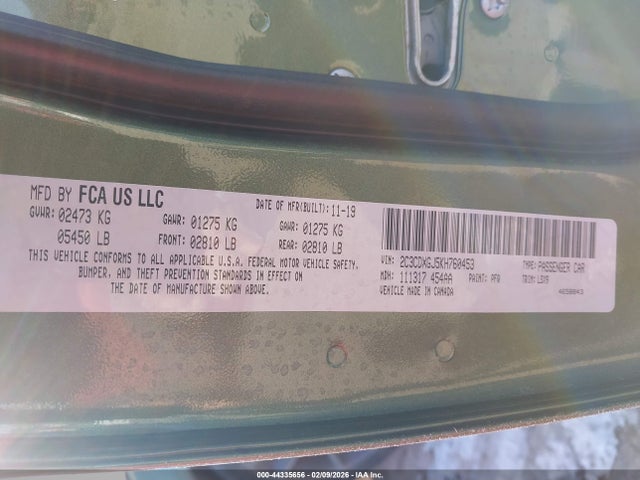 MFD BY FCA US LLC
DATE OF MFR(BUILT): 11-19
GVWR: 02473 KG
GAWR: 01275 KG
GAWR: 01275 KG
05450 LB
FRONT: 02810 LB
REAR: 02810 LB
THIS VEHICLE CONFORMS TO ALL APPLICABLE U.S.A. FEDERAL MOTOR VEHICLE SAFETY,
BUMPER, AND THEFT PREVENTION STANDARDS IN EFFECT ON
THE DATE OF MANUFACTURE SHOWN ABOVE.
VIN: 2C3CDXGJ5KH760453
TYPE: PASSENGER CAR
MDH: 111317 454AA
PAINT: PFQ
TRIM: LSX9
VEHICLE MADE IN CANADA
000-44335656 - 02/09/2026 - IAA Inc.